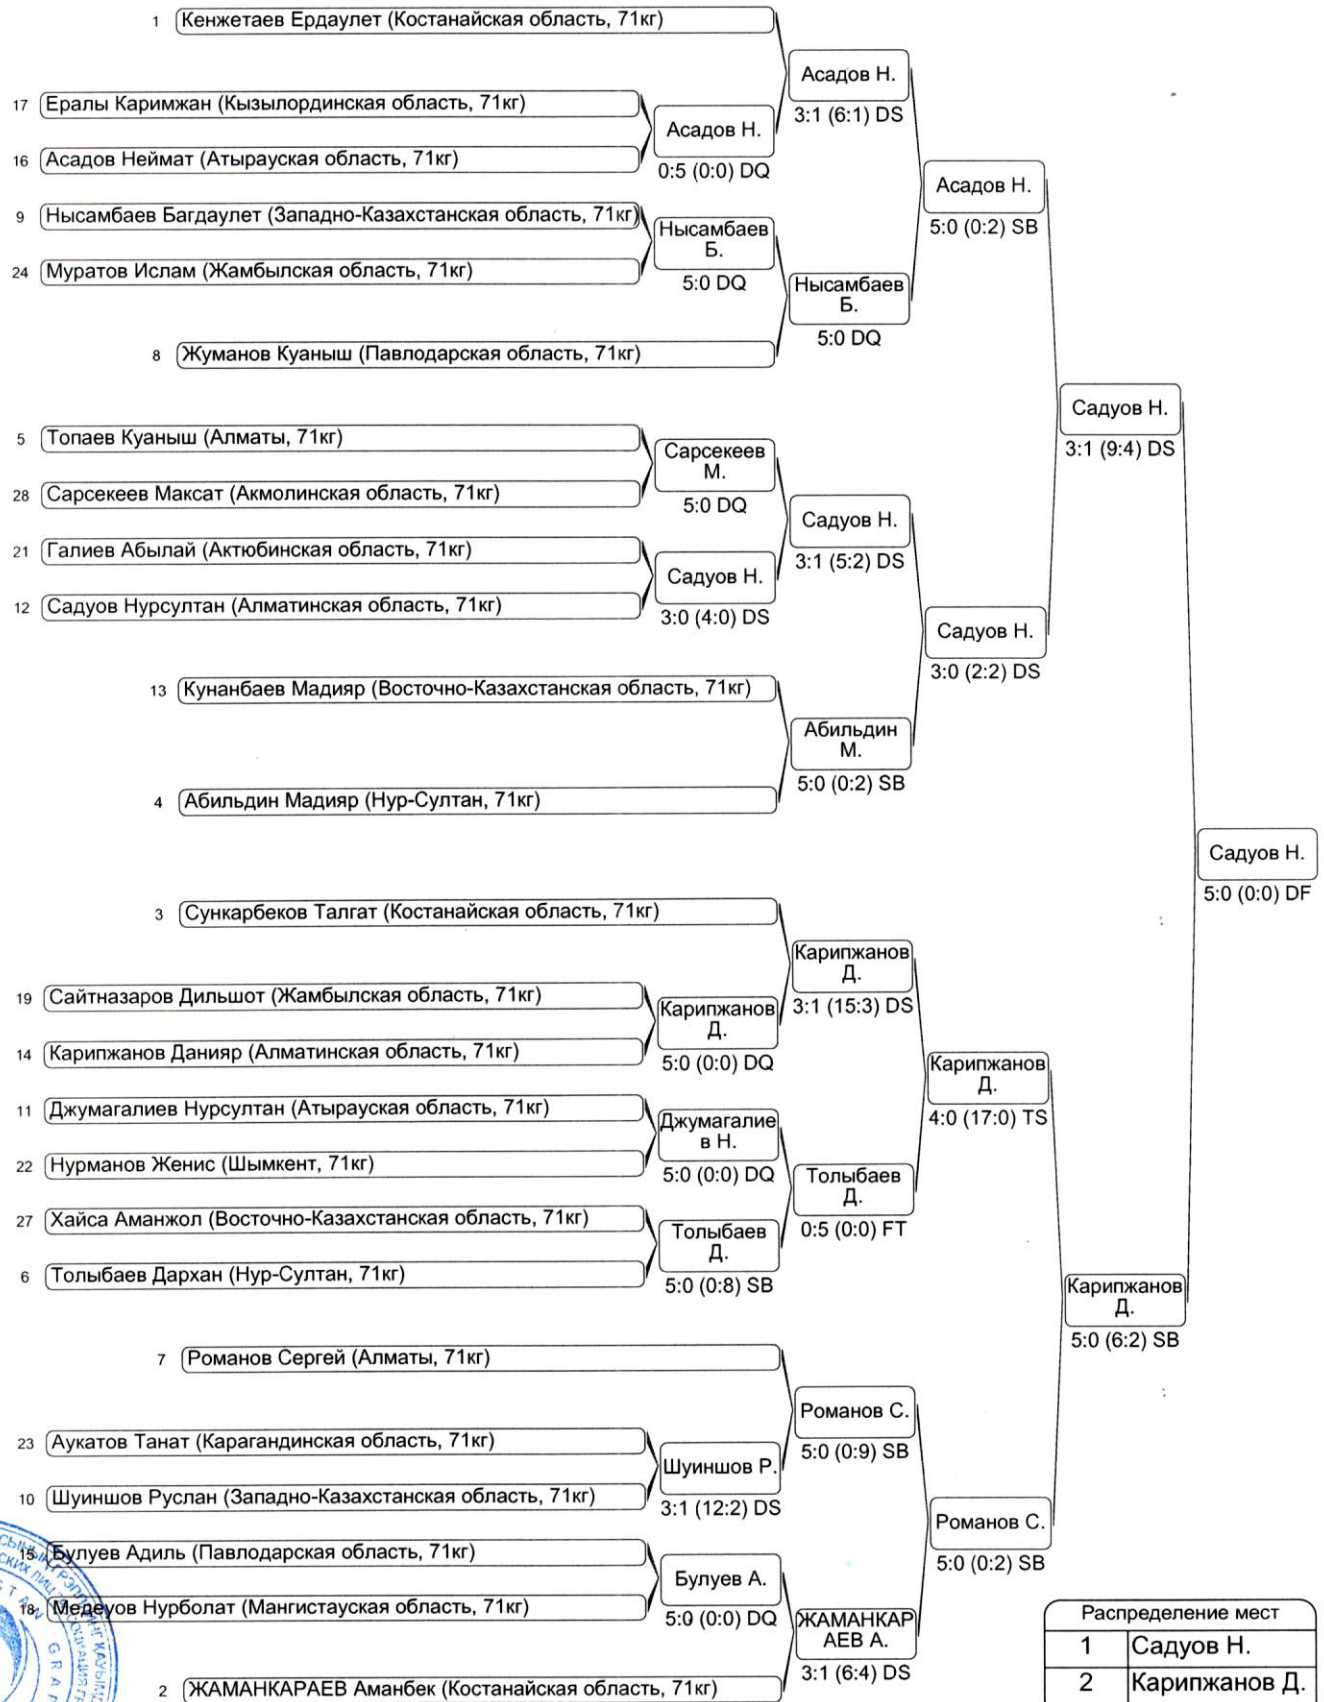 1 Кенжетаев Ердаулет (Костанайская область, 71кг)
Асадов Н.
3:1 (6:1) DS
17 Ералы Каримжан (Кызылординская область, 71кг)
Асадов Н.
0:5 (0:0) DQ
16 Асадов Неймат (Атырауская область, 71кг)
Асадов Н.
5:0 (0:2) SB
9 Нысамбаев Багдаулет (Западно-Казахстанская область, 71кг)
Нысамбаев
Б.
5:0 DQ
24 Муратов Ислам (Жамбылская область, 71кг)
Нысамбаев
Б.
5:0 DQ
8 Жуманов Куаныш (Павлодарская область, 71кг)
Садуов Н.
3:1 (9:4) DS
5 Топаев Куаныш (Алматы, 71кг)
Сарсекеев
М.
5:0 DQ
28 Сарсекеев Максат (Акмолинская область, 71кг)
Садуов Н.
3:1 (5:2) DS
21 Галиев Абылай (Актюбинская область, 71кг)
Садуов Н.
3:0 (4:0) DS
12 Садуов Нурсултан (Алматинская область, 71кг)
Садуов Н.
3:0 (2:2) DS
13 Кунанбаев Мадияр (Восточно-Казахстанская область, 71кг)
Абильдин
М.
5:0 (0:2) SB
4 Абильдин Мадияр (Нур-Султан, 71кг)
Садуов Н.
5:0 (0:0) DF
3 Сункарбеков Талгат (Костанайская область, 71кг)
Карипжанов
Д.
3:1 (15:3) DS
19 Сайтназаров Дильшот (Жамбылская область, 71кг)
Карипжанов
Д.
5:0 (0:0) DQ
14 Карипжанов Данияр (Алматинская область, 71кг)
Карипжанов
Д.
4:0 (17:0) TS
11 Джумагалиев Нурсултан (Атырауская область, 71кг)
Джумагалие
в Н.
5:0 (0:0) DQ
22 Нурманов Женис (Шымкент, 71кг)
Толыбаев
Д.
0:5 (0:0) FT
27 Хайса Аманжол (Восточно-Казахстанская область, 71кг)
Толыбаев
Д.
5:0 (0:8) SB
6 Толыбаев Дархан (Нур-Султан, 71кг)
Карипжанов
Д.
5:0 (6:2) SB
7 Романов Сергей (Алматы, 71кг)
Романов С.
5:0 (0:9) SB
23 Аукатов Танат (Карагандинская область, 71кг)
Шуиншов Р.
3:1 (12:2) DS
10 Шуиншов Руслан (Западно-Казахстанская область, 71кг)
Романов С.
5:0 (0:2) SB
15 Булуев Адиль (Павлодарская область, 71кг)
Булуев А.
5:0 (0:0) DQ
18 Медеуов Нурболат (Мангистауская область, 71кг)
ЖАМАНКАР
АЕВ А.
3:1 (6:4) DS
2 ЖАМАНКАРАЕВ Аманбек (Костанайская область, 71кг)
Распределение мест
1 Садуов Н.
2 Карипжанов Д.